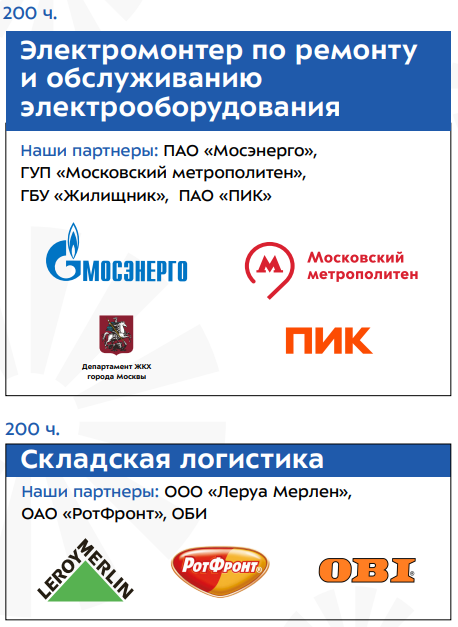 200 ч.
Электромонтер по ремонту
и обслуживанию
электрооборудования
Наши партнеры: ПАО «Мосэнерго»,
ГУП «Московский метрополитен»,
ГБУ «Жилищник», ПАО «ПИК»
МОСЭНЕРГО
М
Московский
метрополитен
Департамент ЖКХ
города Москвы
ПИК
200 ч.
Складская логистика
Наши партнеры: ООО «Леруа Мерлен»,
ОАО «РотФронт», ОБИ
LEROY MERLIN
РОТФРОНТ®
OBI®